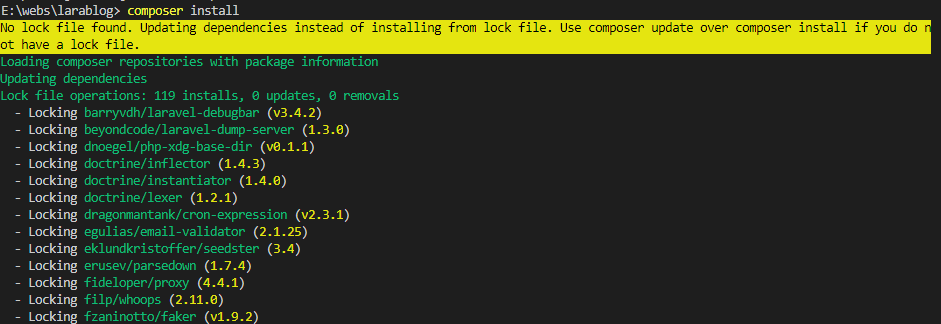 E:\webs\larablog> composer install
No lock file found. Updating dependencies instead of installing from lock file. Use composer update over composer install if you do n
ot have a lock file.
Loading composer repositories with package information
Updating dependencies
Lock file operations: 119 installs, 0 updates, 0 removals
  - Locking barryvdh/laravel-debugbar (v3.4.2)
  - Locking beyondcode/laravel-dump-server (1.3.0)
  - Locking dnoegel/php-xdg-base-dir (v0.1.1)
  - Locking doctrine/inflector (1.4.3)
  - Locking doctrine/instantiator (1.4.0)
  - Locking doctrine/lexer (1.2.1)
  - Locking dragonmantank/cron-expression (v2.3.1)
  - Locking egulias/email-validator (2.1.25)
  - Locking eklundkristoffer/seedster (3.4)
  - Locking erusev/parsedown (1.7.4)
  - Locking fideloper/proxy (4.4.1)
  - Locking filp/whoops (2.11.0)
  - Locking fzaninotto/faker (v1.9.2)